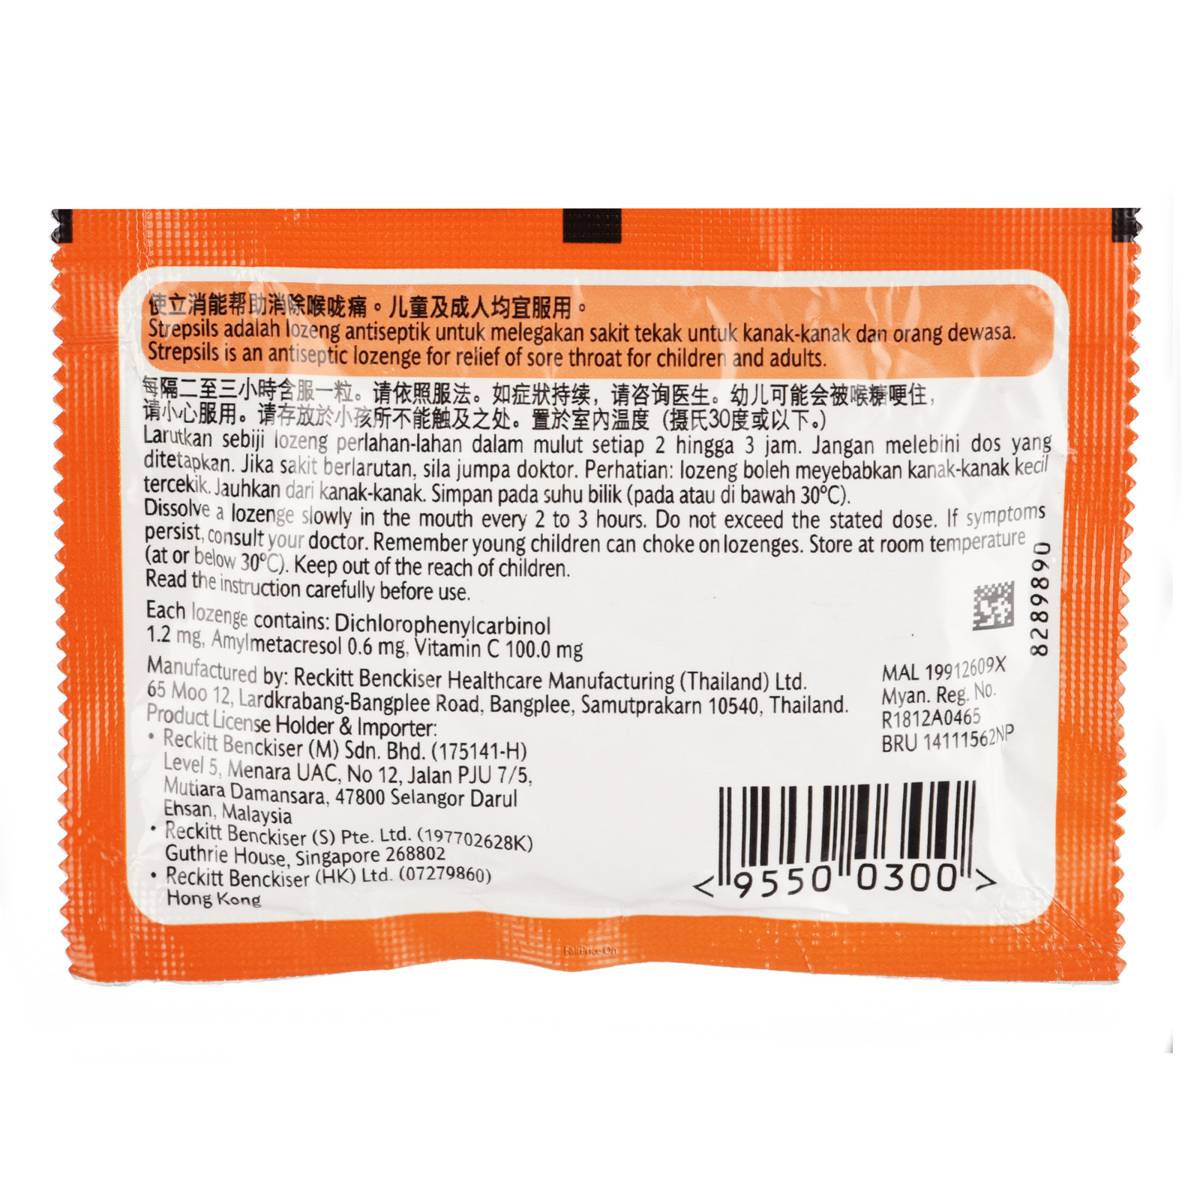 使立消能帮助消除喉咙痛。儿童及成人均宜服用。
Strepsils adalah lozeng antiseptik untuk melegakan sakit tekak untuk kanak-kanak dan orang dewasa.
Strepsils is an antiseptic lozenge for relief of sore throat for children and adults.
每隔二至三小時含服一粒。请依照服法。如症狀持续，请咨询医生。幼儿可能会被喉糖哽住，
请小心服用。请存放於小孩所不能触及之处。置於室內温度（摄氏30度或以下。）
Larutkan sebiji lozeng perlahan-lahan dalam mulut setiap 2 hingga 3 jam. Jangan melebihi dos yang
ditetapkan. Jika sakit berlarutan, sila jumpa doktor. Perhatian: lozeng boleh meyebabkan kanak-kanak kecil
tercekik. Jauhkan dari kanak-kanak. Simpan pada suhu bilik (pada atau di bawah 30°C).
Dissolve a lozenge slowly in the mouth every 2 to 3 hours. Do not exceed the stated dose. If symptoms
persist, consult your doctor. Remember young children can choke on lozenges. Store at room temperature
(at or below 30°C). Keep out of the reach of children.
Read the instruction carefully before use.
Each lozenge contains: Dichlorophenylcarbinol
1.2 mg, Amylmetacresol 0.6 mg, Vitamin C 100.0 mg
Manufactured by: Reckitt Benckiser Healthcare Manufacturing (Thailand) Ltd.
65 Moo 12, Lardkrabang-Bangplee Road, Bangplee, Samutprakarn 10540, Thailand.
Product License Holder & Importer:
• Reckitt Benckiser (M) Sdn. Bhd. (175141-H)
Level 5, Menara UAC, No 12, Jalan PJU 7/5,
Mutiara Damansara, 47800 Selangor Darul
Ehsan, Malaysia
• Reckitt Benckiser (S) Pte. Ltd. (197702628K)
Guthrie House, Singapore 268802
• Reckitt Benckiser (HK) Ltd. (07279860)
Hong Kong
8289890
MAL 19912609X
Myan. Reg. No.
R1812A0465
BRU 14111562NP
<9550 0300>